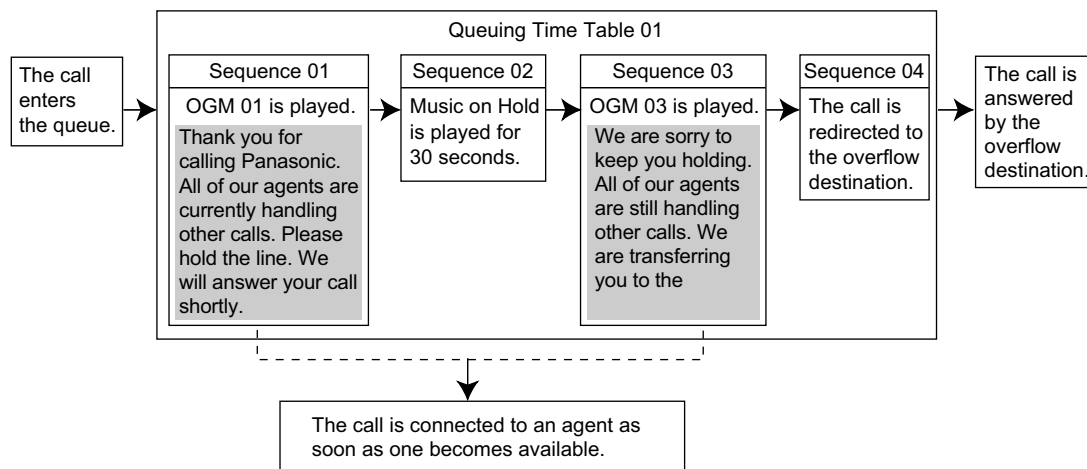 Queuing Time Table 01
The call
enters
the queue.
Sequence 01
OGM 01 is played.
Thank you for
calling Panasonic.
All of our agents are
currently handling
other calls. Please
hold the line. We
will answer your call
shortly.
Sequence 02
Music on Hold
is played for
30 seconds.
Sequence 03
OGM 03 is played.
We are sorry to
keep you holding.
All of our agents
are still handling
other calls. We
are transferring
you to the
Sequence 04
The call is
redirected to
the overflow
destination.
The call is
answered
by the
overflow
destination.
The call is connected to an agent as
soon as one becomes available.